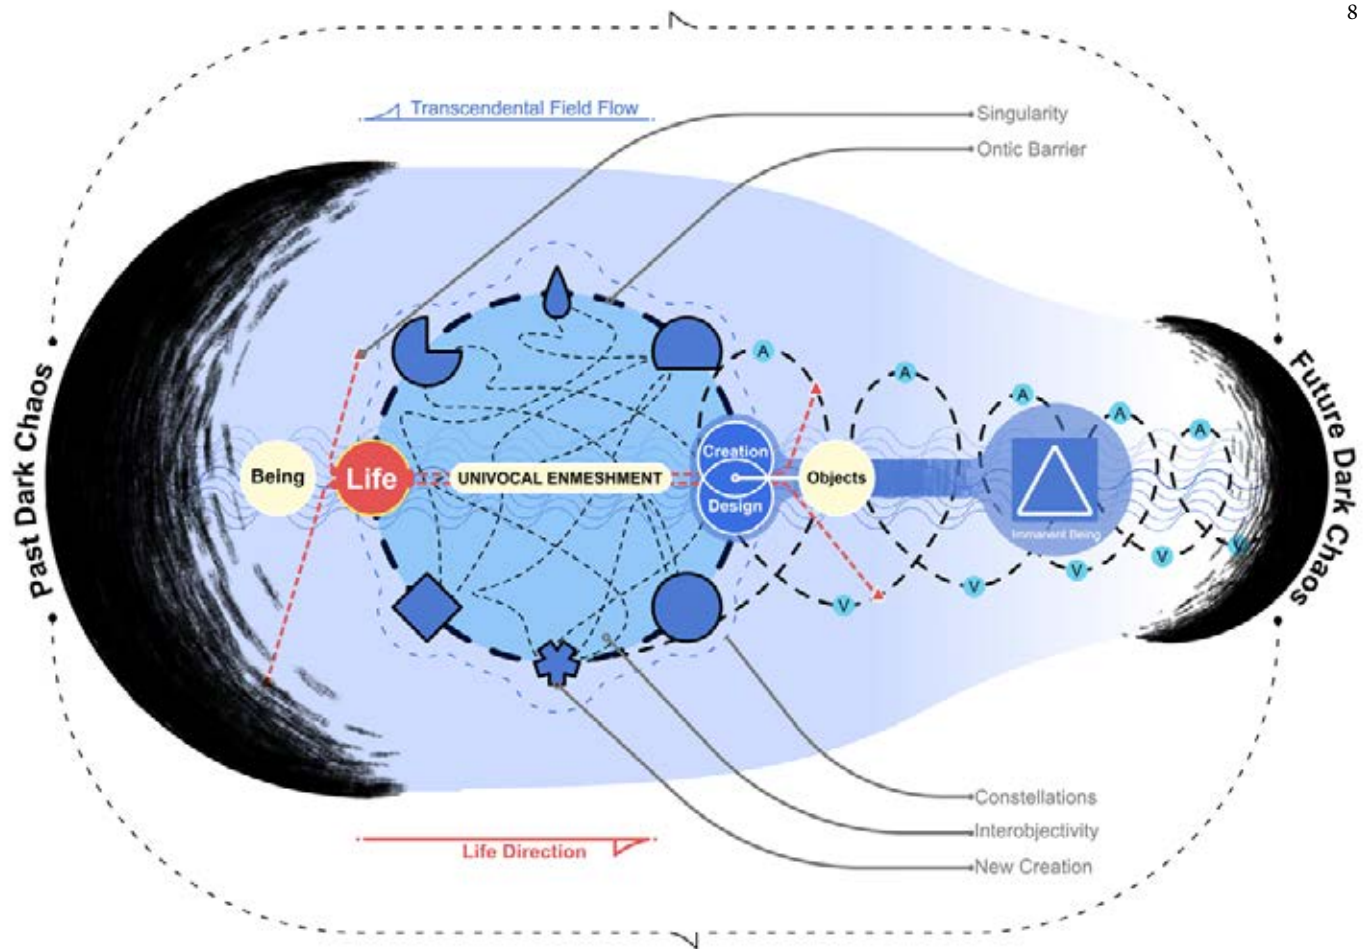 8
Transcendental Field Flow
Singularity
Ontic Barrier
Past Dark Chaos
Future Dark Chaos
A
A
A
A
A
Being
Life
UNIVOCAL ENMESHMENT
Creation
Design
Objects
Immanent Being
V
V
V
V
V
Constellations
Interobjectivity
New Creation
Life Direction